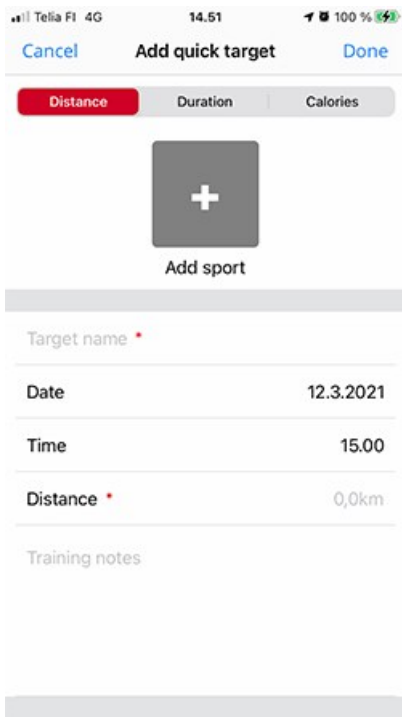 Telia FI 4G 14.51 100 %
Cancel Add quick target Done
Distance Duration Calories
Add sport
Target name *
Date 12.3.2021
Time 15.00
Distance * 0,0km
Training notes